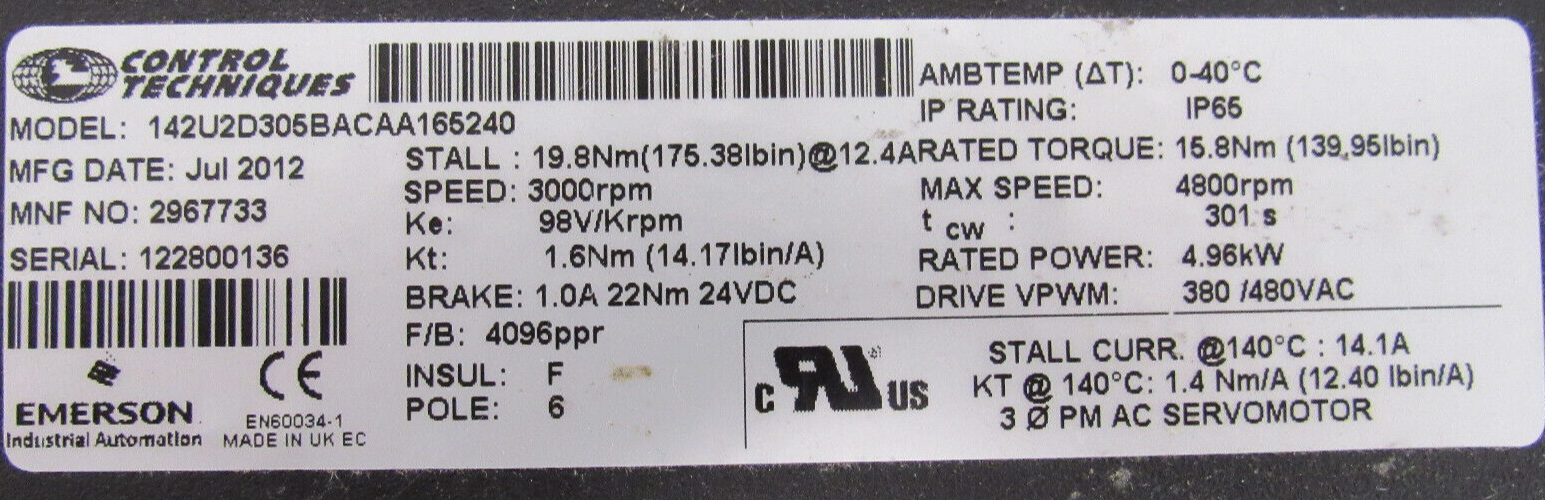 CONTROL
TECHNIQUES
MODEL: 142U2D305BACAA165240
MFG DATE: Jul 2012
MNF NO: 2967733
SERIAL: 122800136
EMERSON
Industrial Automation
CE
EN60034-1
MADE IN UK EC
STALL : 19.8Nm(175.38lbin)@12.4A
SPEED: 3000rpm
Ke: 98V/Krpm
Kt: 1.6Nm (14.17lbin/A)
BRAKE: 1.0A 22Nm 24VDC
F/B: 4096ppr
INSUL: F
POLE: 6
AMBTEMP (ΔT): 0-40°C
IP RATING: IP65
RATED TORQUE: 15.8Nm (139.95lbin)
MAX SPEED: 4800rpm
t cw : 301 s
RATED POWER: 4.96kW
DRIVE VPWM: 380 /480VAC
c RU US
STALL CURR. @140°C : 14.1A
KT @ 140°C: 1.4 Nm/A (12.40 lbin/A)
3 Ø PM AC SERVOMOTOR